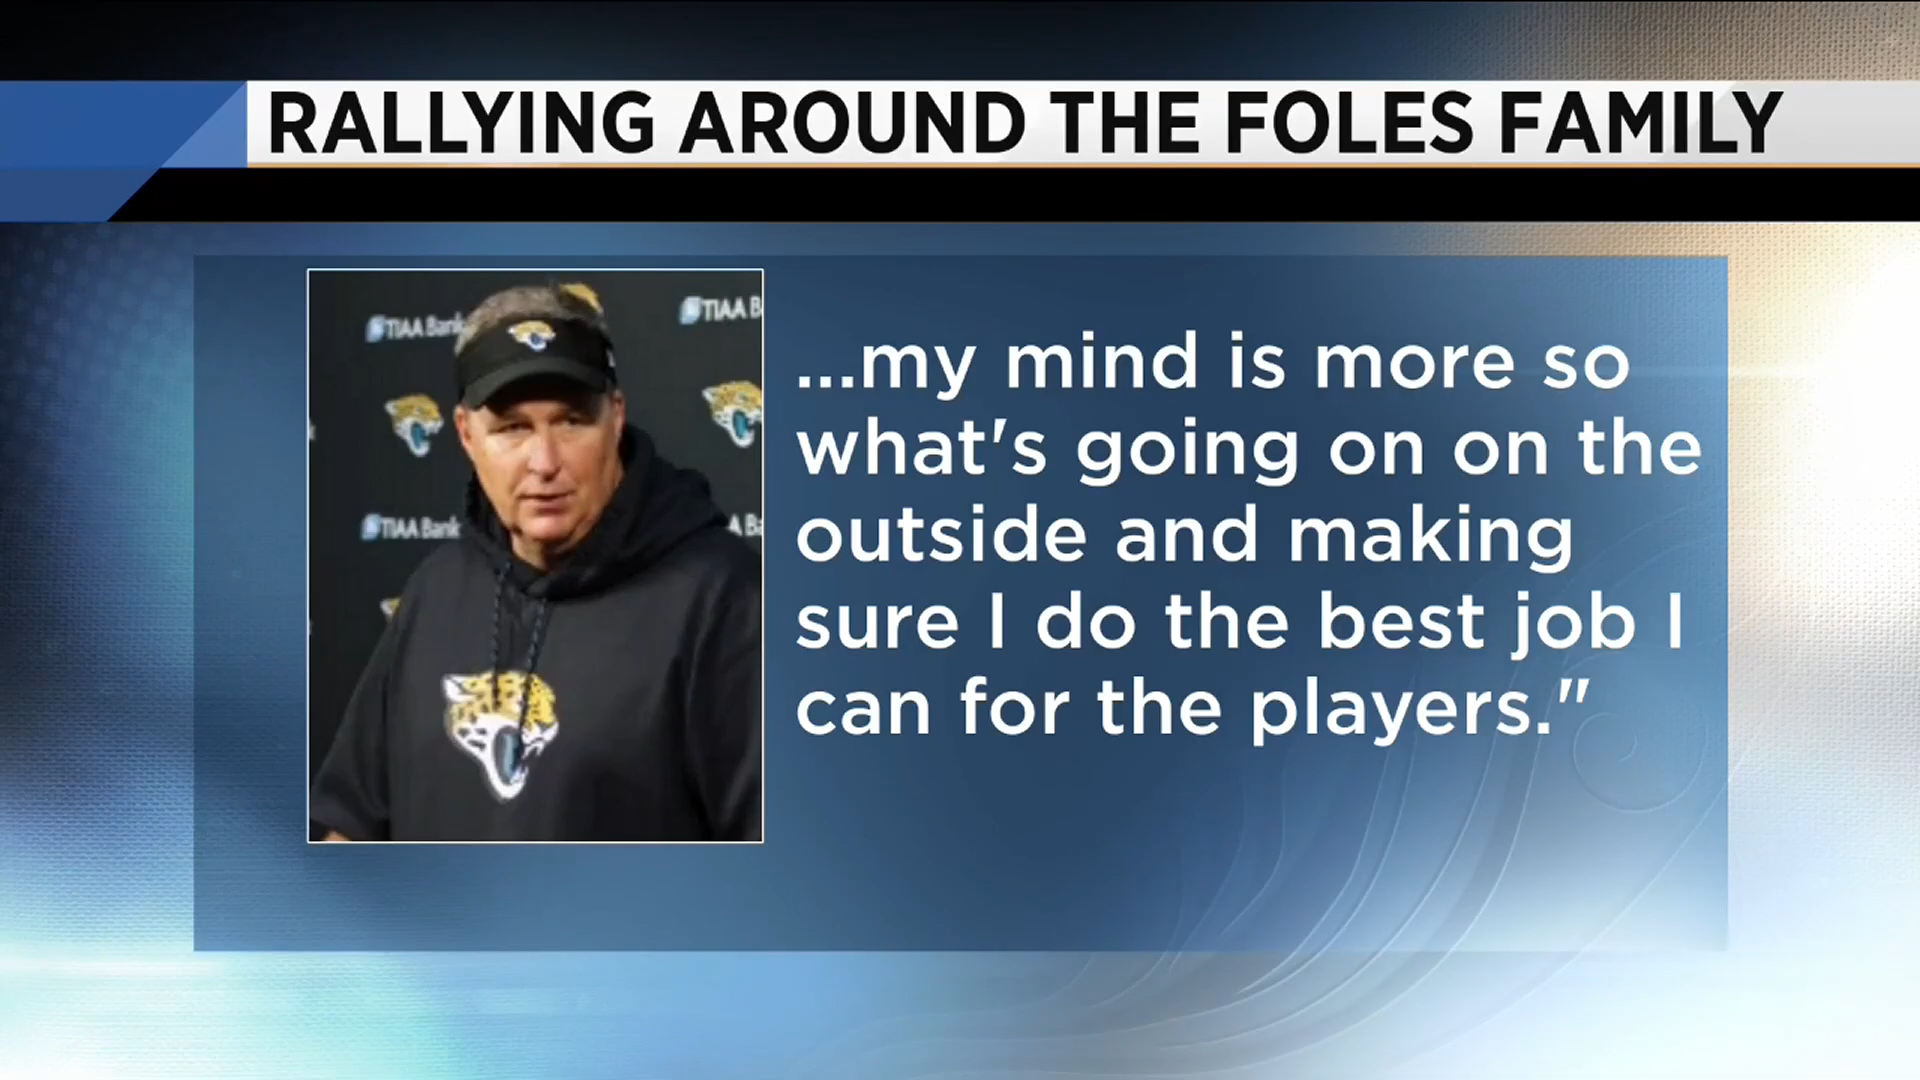 RALLYING AROUND THE FOLES FAMILY
TIAA Bank
TIAA B
TIAA Bank
A Ba
...my mind is more so
what's going on on the
outside and making
sure I do the best job I
can for the players."